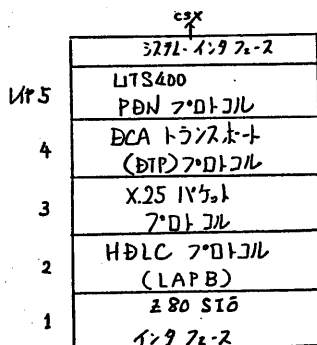 CSX
システム・インタフェース
レイヤ5
UTS400
PDN プロトコル
4
DCA トランスポート
(DTP)プロトコル
3
X.25 パケット
プロトコル
2
HDLC プロトコル
(LAPB)
1
Z80 SIO
インタフェース